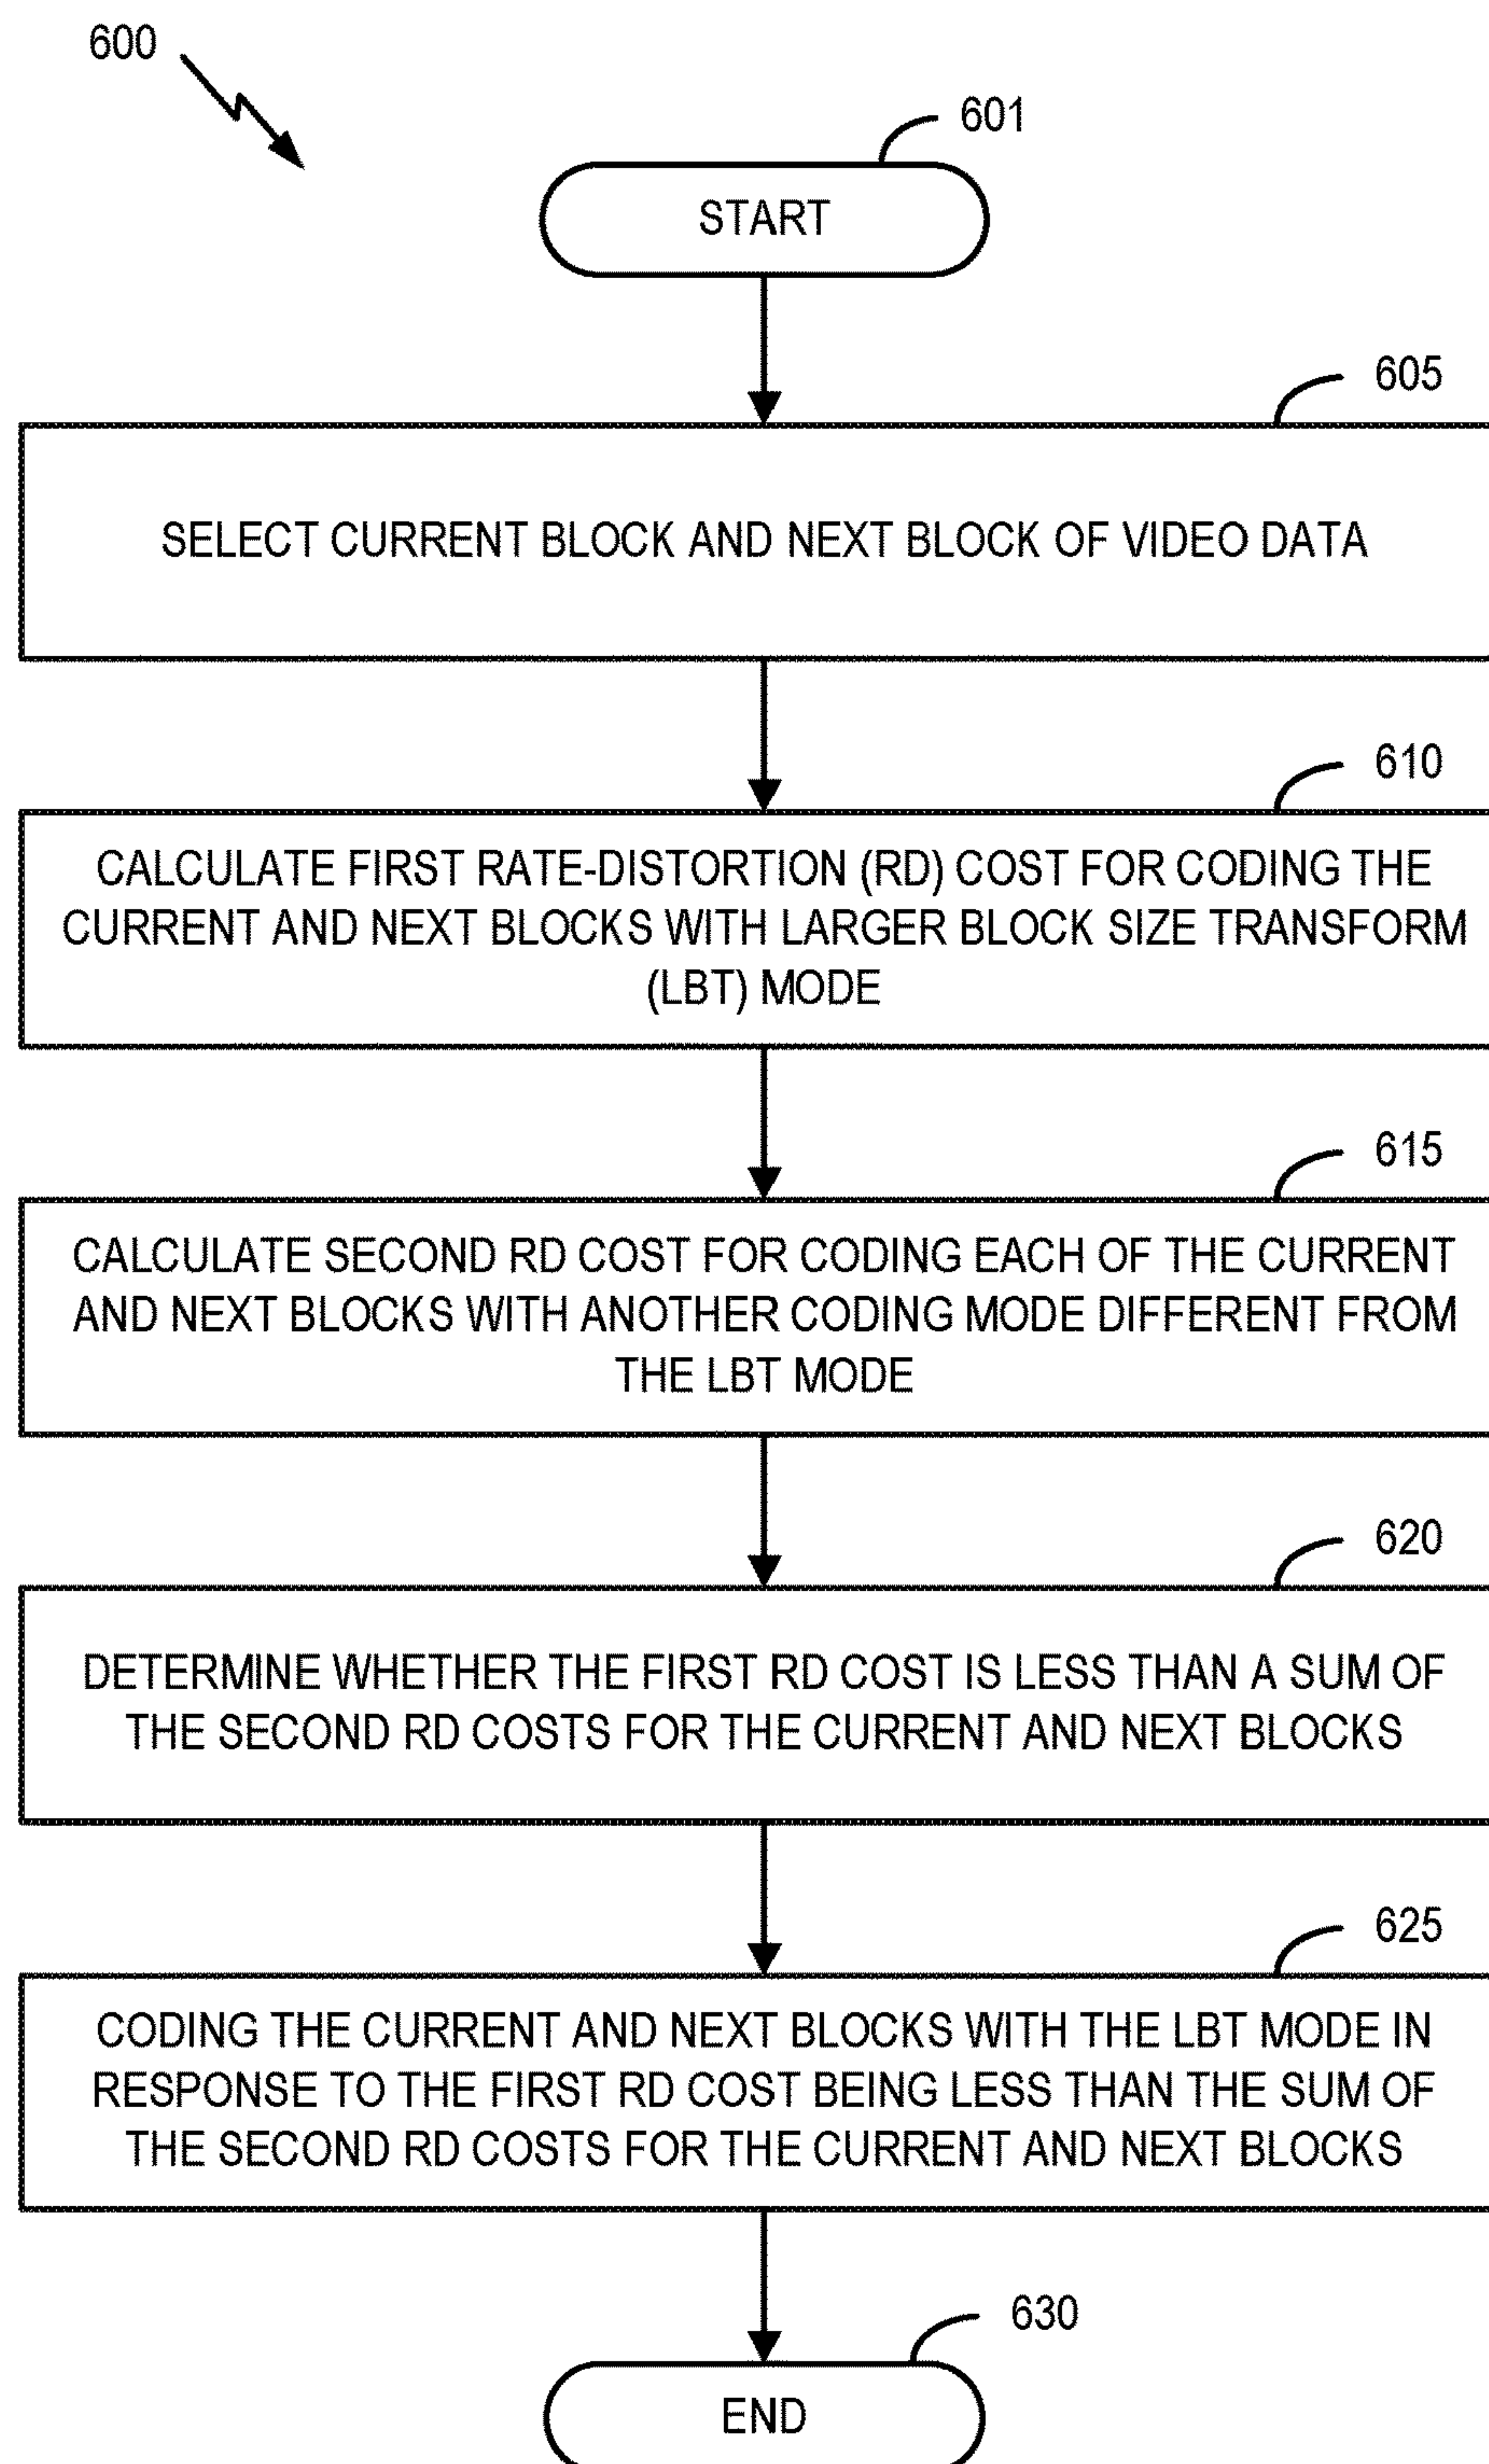 600
601
START
605
SELECT CURRENT BLOCK AND NEXT BLOCK OF VIDEO DATA
610
CALCULATE FIRST RATE-DISTORTION (RD) COST FOR CODING THE
CURRENT AND NEXT BLOCKS WITH LARGER BLOCK SIZE TRANSFORM
(LBT) MODE
615
CALCULATE SECOND RD COST FOR CODING EACH OF THE CURRENT
AND NEXT BLOCKS WITH ANOTHER CODING MODE DIFFERENT FROM
THE LBT MODE
620
DETERMINE WHETHER THE FIRST RD COST IS LESS THAN A SUM OF
THE SECOND RD COSTS FOR THE CURRENT AND NEXT BLOCKS
625
CODING THE CURRENT AND NEXT BLOCKS WITH THE LBT MODE IN
RESPONSE TO THE FIRST RD COST BEING LESS THAN THE SUM OF
THE SECOND RD COSTS FOR THE CURRENT AND NEXT BLOCKS
630
END